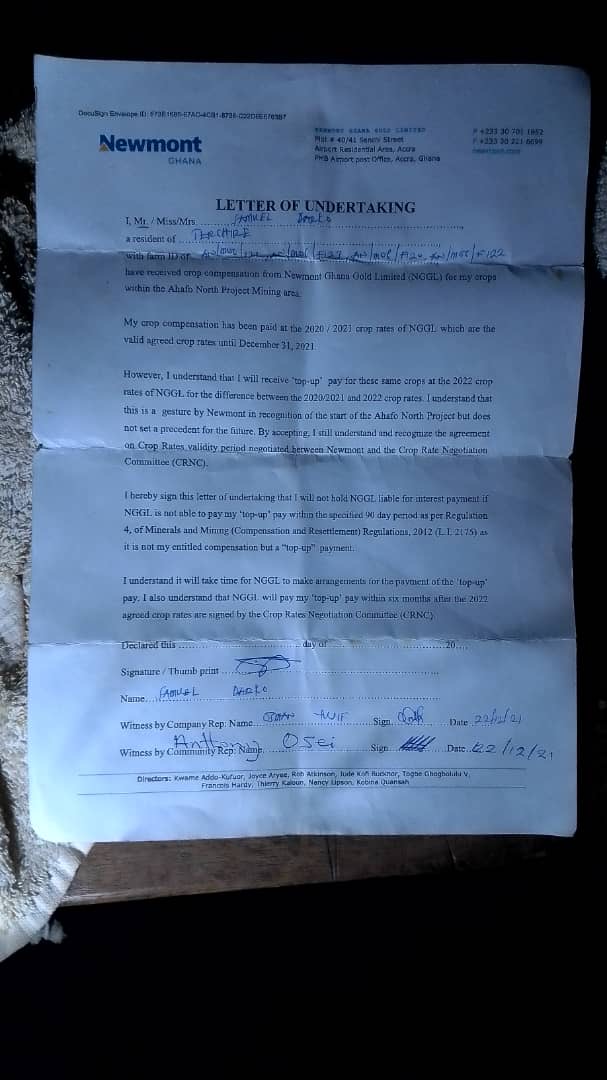 DocuSign Envelope ID:
Newmont
GHANA
NEWMONT GHANA GOLD LIMITED
Plot # 40/41 Senchi Street
Airport Residential Area, Accra
PMB Airport post Office, Accra, Ghana
P +233 30 701 1852
F +233 30 221 6699
LETTER OF UNDERTAKING
I, Mr. / Miss/Mrs. SAMUEL DARKO
a resident of TERCHIRE
with farm ID of
have received crop compensation from Newmont Ghana Gold Limited (NGGL) for my crops
within the Ahafo North Project Mining area.
My crop compensation has been paid at the 2020 / 2021 crop rates of NGGL which are the
valid agreed crop rates until December 31, 2021.
However, I understand that I will receive 'top-up' pay for these same crops at the 2022 crop
rates of NGGL for the difference between the 2020/2021 and 2022 crop rates. I understand that
this is a gesture by Newmont in recognition of the start of the Ahafo North Project but does
not set a precedent for the future. By accepting, I still understand and recognize the agreement
on Crop Rates validity period negotiated between Newmont and the Crop Rate Negotiation
Committee (CRNC).
I hereby sign this letter of undertaking that I will not hold NGGL liable for interest payment if
NGGL is not able to pay my 'top-up' pay within the specified 90 day period as per Regulation
4, of Minerals and Mining (Compensation and Resettlement) Regulations, 2012 (L.I. 2175) as
it is not my entitled compensation but a "top-up" payment.
I understand it will take time for NGGL to make arrangements for the payment of the 'top-up'
pay. I also understand that NGGL will pay my 'top-up' pay within six months after the 2022
agreed crop rates are signed by the Crop Rates Negotiation Committee (CRNC).
Declared this ........ day of ........ 20....
Signature / Thumb print
Name SAMUEL DARKO
Witness by Company Rep: Name Sign Date 22/12/21
Witness by Community Rep: Name Anthony Osei Sign Date 22/12/21
Directors: Kwame Addo-Kufuor, Joyce Aryee, Rob Atkinson, Jude Kofi Bucknor, Togbe Ghogbolulu V,
Francois Hardy, Thierry Kaloun, Nancy Lipson, Kobina Quansah